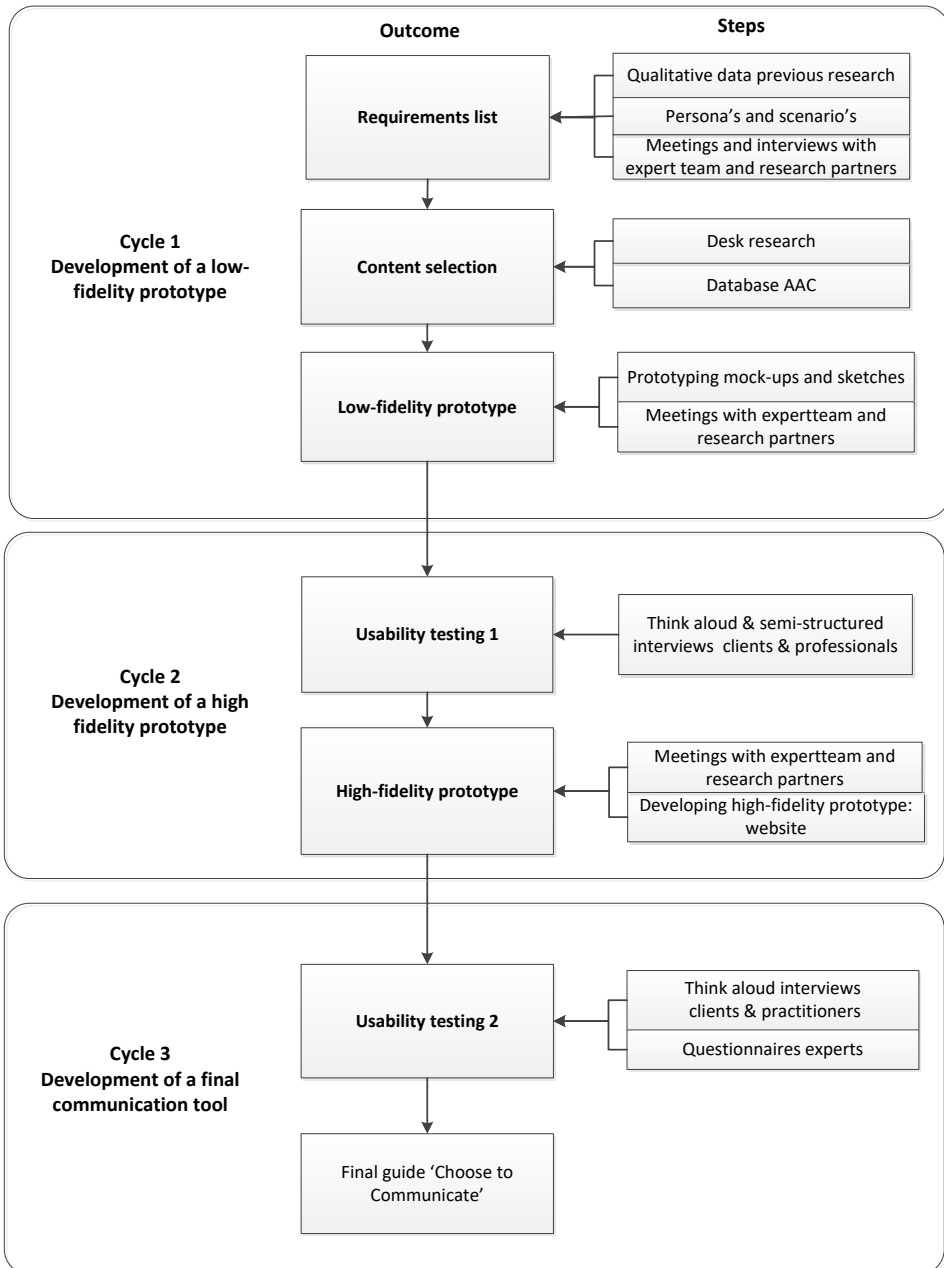 Outcome
Steps
Requirements list
Qualitative data previous research
Persona's and scenario's
Meetings and interviews with
expert team and research partners
Cycle 1
Development of a low-
fidelity prototype
Content selection
Desk research
Database AAC
Low-fidelity prototype
Prototyping mock-ups and sketches
Meetings with expertteam and
research partners
Cycle 2
Development of a high
fidelity prototype
Usability testing 1
Think aloud & semi-structured
interviews clients & professionals
High-fidelity prototype
Meetings with expertteam and
research partners
Developing high-fidelity prototype:
website
Cycle 3
Development of a final
communication tool
Usability testing 2
Think aloud interviews
clients & practitioners
Questionnaires experts
Final guide ‘Choose to
Communicate’